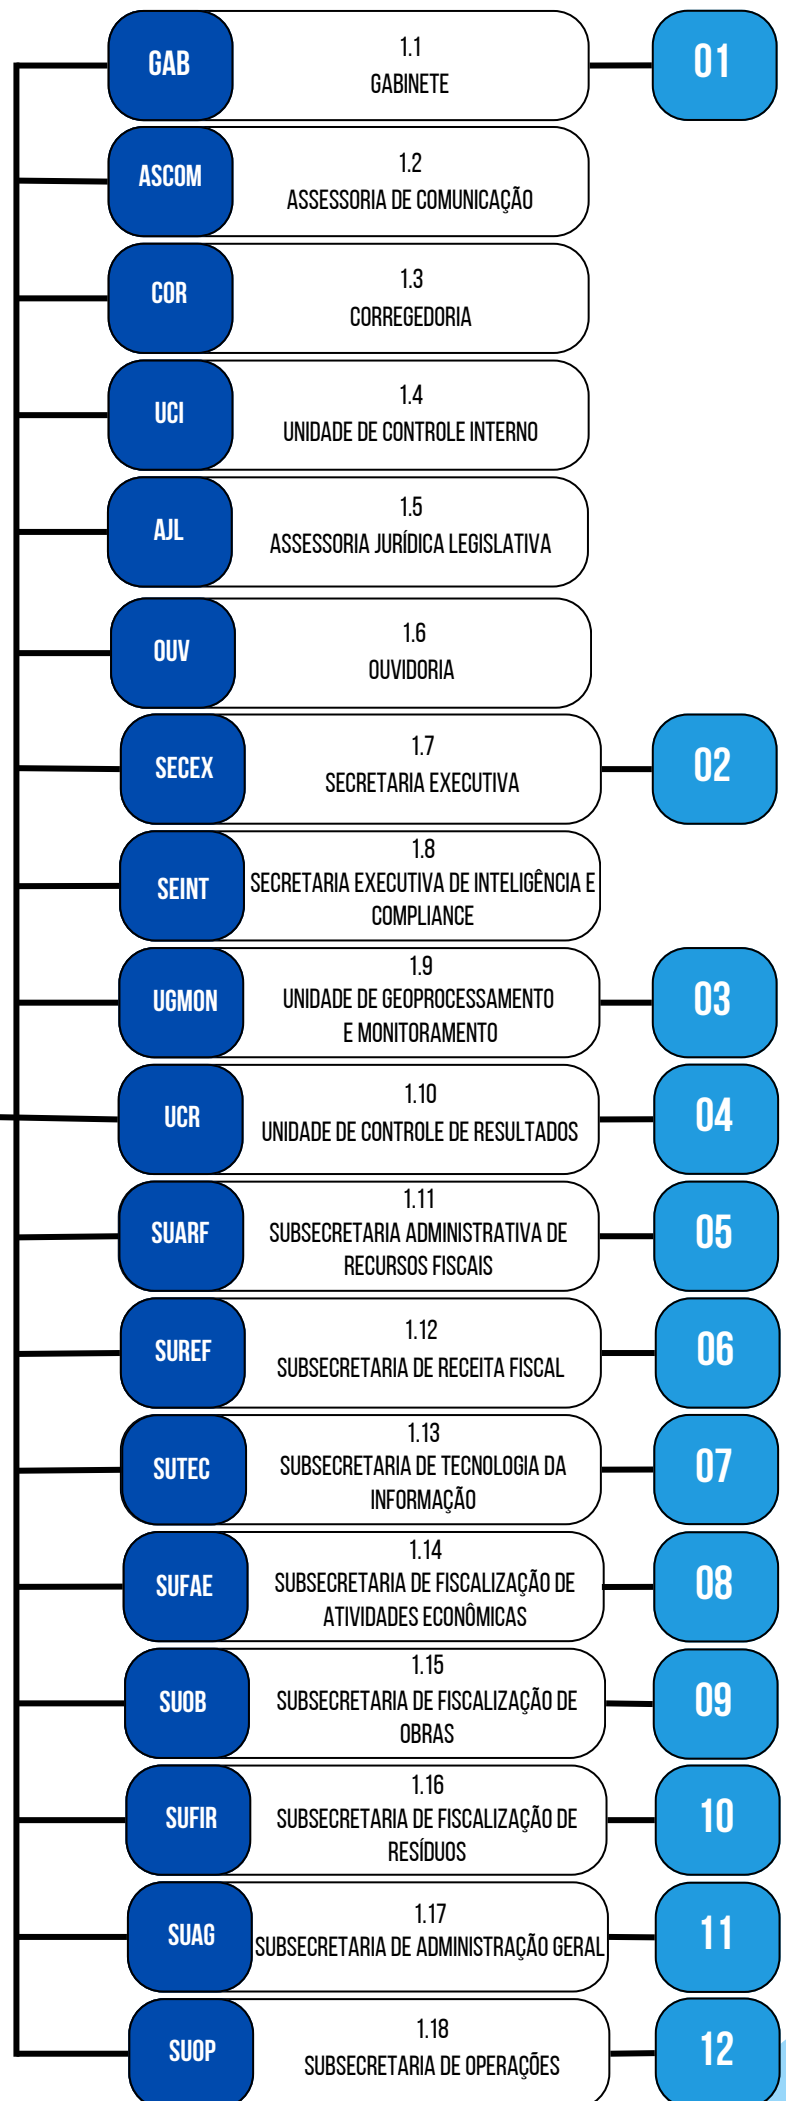 GAB
1.1
GABINETE
01
ASCOM
1.2
ASSESSORIA DE COMUNICAÇÃO
COR
1.3
CORREGEDORIA
UCI
1.4
UNIDADE DE CONTROLE INTERNO
AJL
1.5
ASSESSORIA JURÍDICA LEGISLATIVA
OUV
1.6
OUVIDORIA
SECEX
1.7
SECRETARIA EXECUTIVA
02
SEINT
1.8
SECRETARIA EXECUTIVA DE INTELIGÊNCIA E
COMPLIANCE
UGMON
1.9
UNIDADE DE GEOPROCESSAMENTO
E MONITORAMENTO
03
UCR
1.10
UNIDADE DE CONTROLE DE RESULTADOS
04
SUARF
1.11
SUBSECRETARIA ADMINISTRATIVA DE
RECURSOS FISCAIS
05
SUREF
1.12
SUBSECRETARIA DE RECEITA FISCAL
06
SUTEC
1.13
SUBSECRETARIA DE TECNOLOGIA DA
INFORMAÇÃO
07
SUFAE
1.14
SUBSECRETARIA DE FISCALIZAÇÃO DE
ATIVIDADES ECONÔMICAS
08
SUOB
1.15
SUBSECRETARIA DE FISCALIZAÇÃO DE
OBRAS
09
SUFIR
1.16
SUBSECRETARIA DE FISCALIZAÇÃO DE
RESÍDUOS
10
SUAG
1.17
SUBSECRETARIA DE ADMINISTRAÇÃO GERAL
11
SUOP
1.18
SUBSECRETARIA DE OPERAÇÕES
12